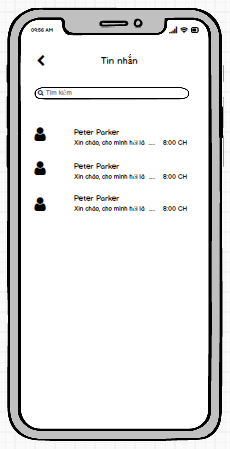 09:56 AM
Tin nhắn
Tìm kiếm
Peter Parker
Xin chào, cho mình hỏi là .... 8:00 CH
Peter Parker
Xin chào, cho mình hỏi là .... 8:00 CH
Peter Parker
Xin chào, cho mình hỏi là .... 8:00 CH